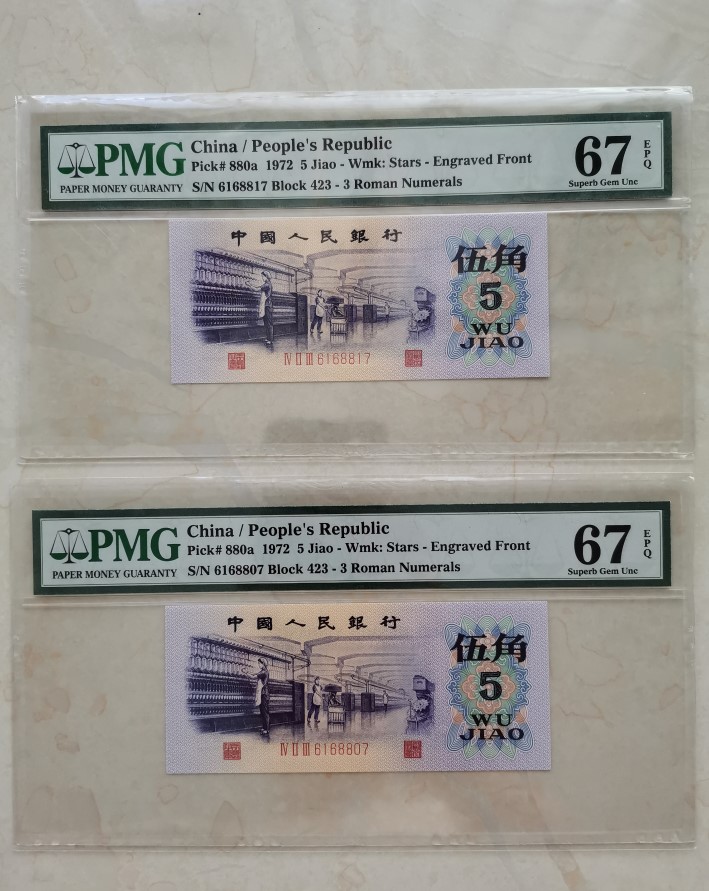 PMG
PAPER MONEY GUARANTY
China / People's Republic
Pick# 880a 1972 5 Jiao - Wmk: Stars - Engraved Front
S/N 6168817 Block 423 - 3 Roman Numerals
67
EPQ
Superb Gem Unc
中國人民銀行
伍角
5
WU
JIAO
IV II III 6168817
PMG
PAPER MONEY GUARANTY
China / People's Republic
Pick# 880a 1972 5 Jiao - Wmk: Stars - Engraved Front
S/N 6168807 Block 423 - 3 Roman Numerals
67
EPQ
Superb Gem Unc
中國人民銀行
伍角
5
WU
JIAO
IV II III 6168807